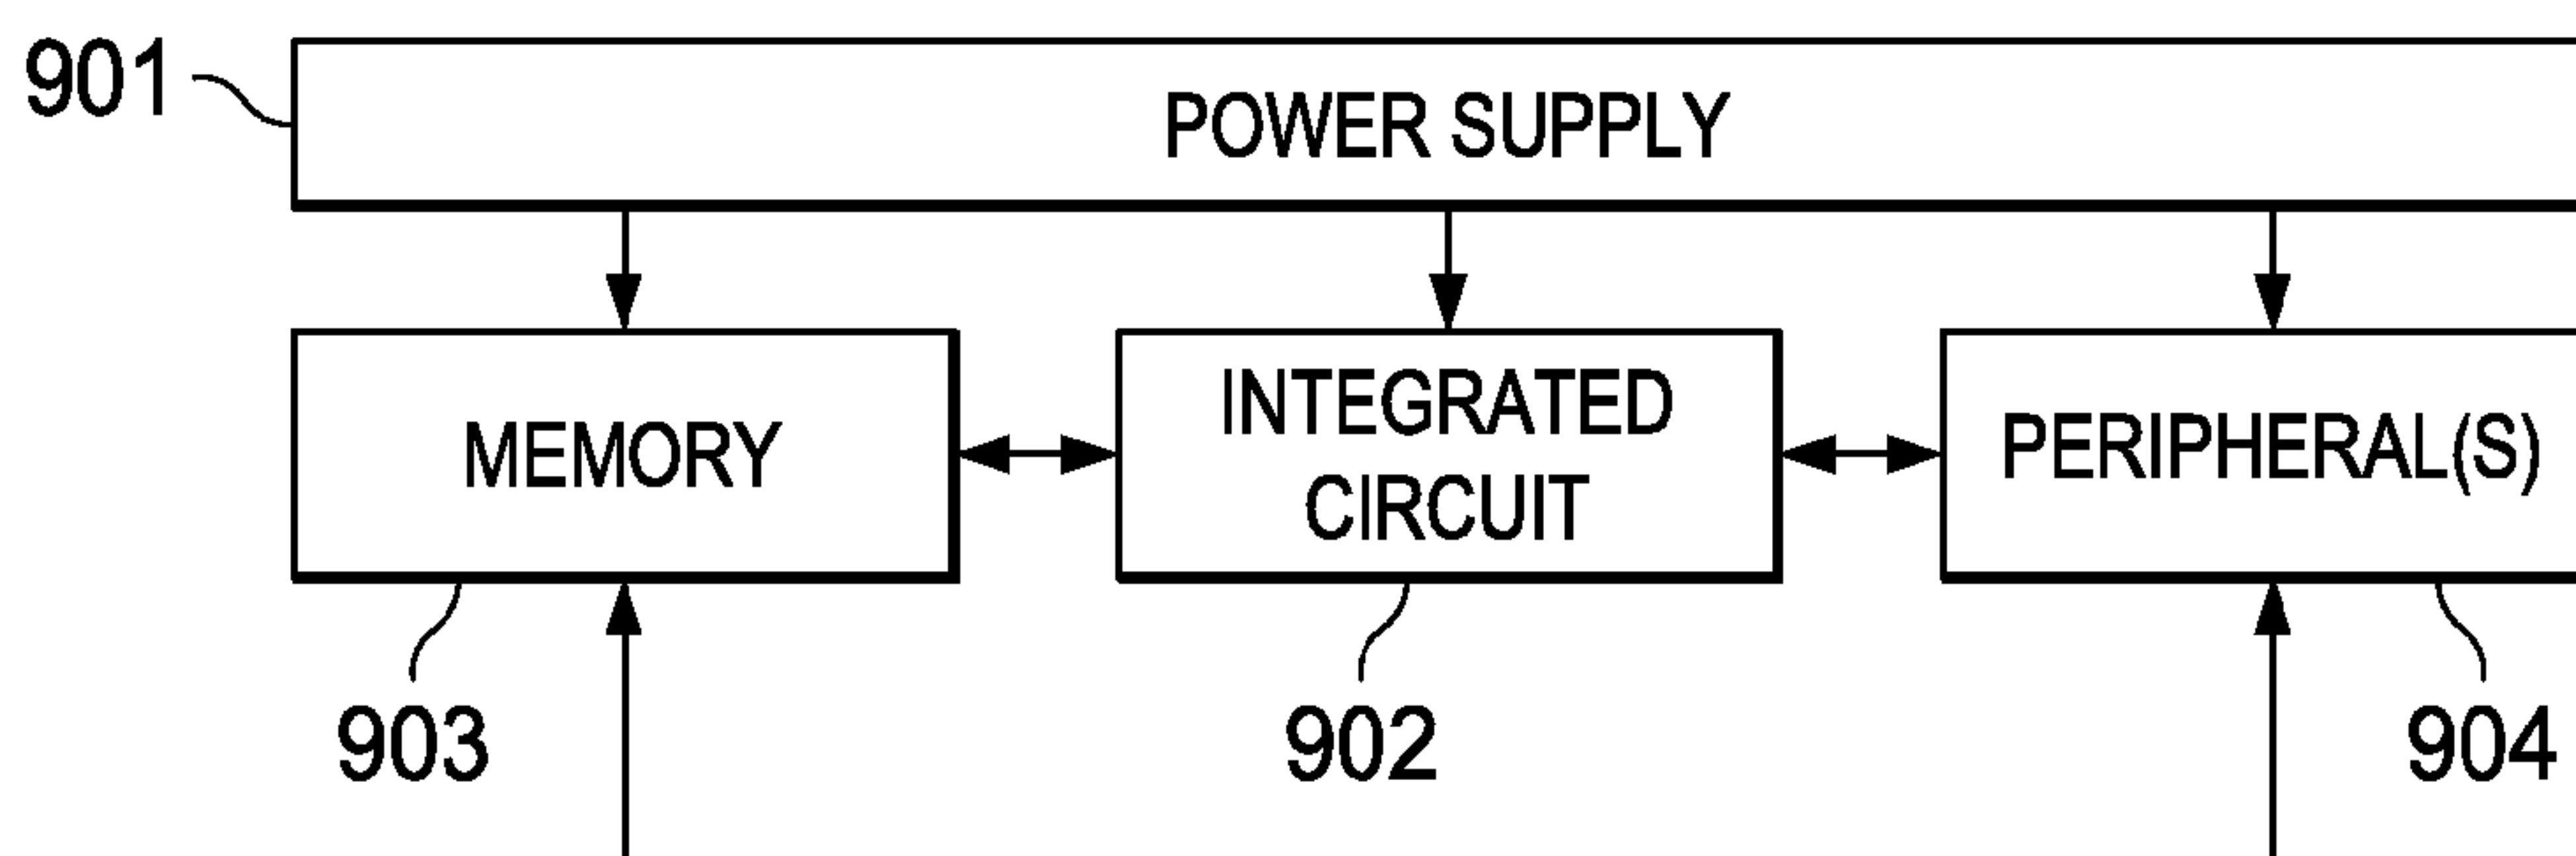 901
POWER SUPPLY
MEMORY
INTEGRATED
CIRCUIT
PERIPHERAL(S)
903
902
904